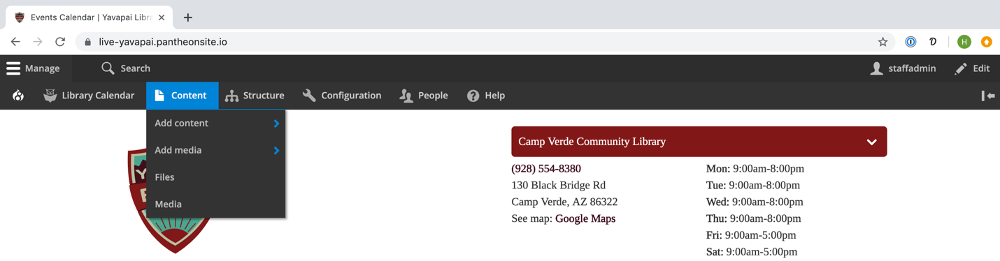 Events Calendar | Yavapai Libra
live-yavapai.pantheonsite.io
H
Manage
Search
staffadmin
Edit
Library Calendar
Content
Structure
Configuration
People
Help
Add content
Add media
Files
Media
Camp Verde Community Library
(928) 554-8380
130 Black Bridge Rd
Camp Verde, AZ 86322
See map: Google Maps
Mon: 9:00am-8:00pm
Tue: 9:00am-8:00pm
Wed: 9:00am-8:00pm
Thu: 9:00am-8:00pm
Fri: 9:00am-5:00pm
Sat: 9:00am-5:00pm